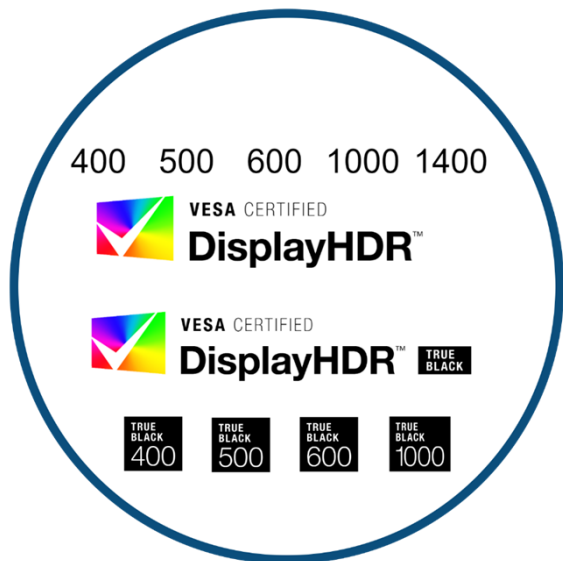 400 500 600 1000 1400
VESA CERTIFIED
DisplayHDR™
VESA CERTIFIED
DisplayHDR™ TRUE BLACK
TRUE BLACK 400 TRUE BLACK 500 TRUE BLACK 600 TRUE BLACK 1000